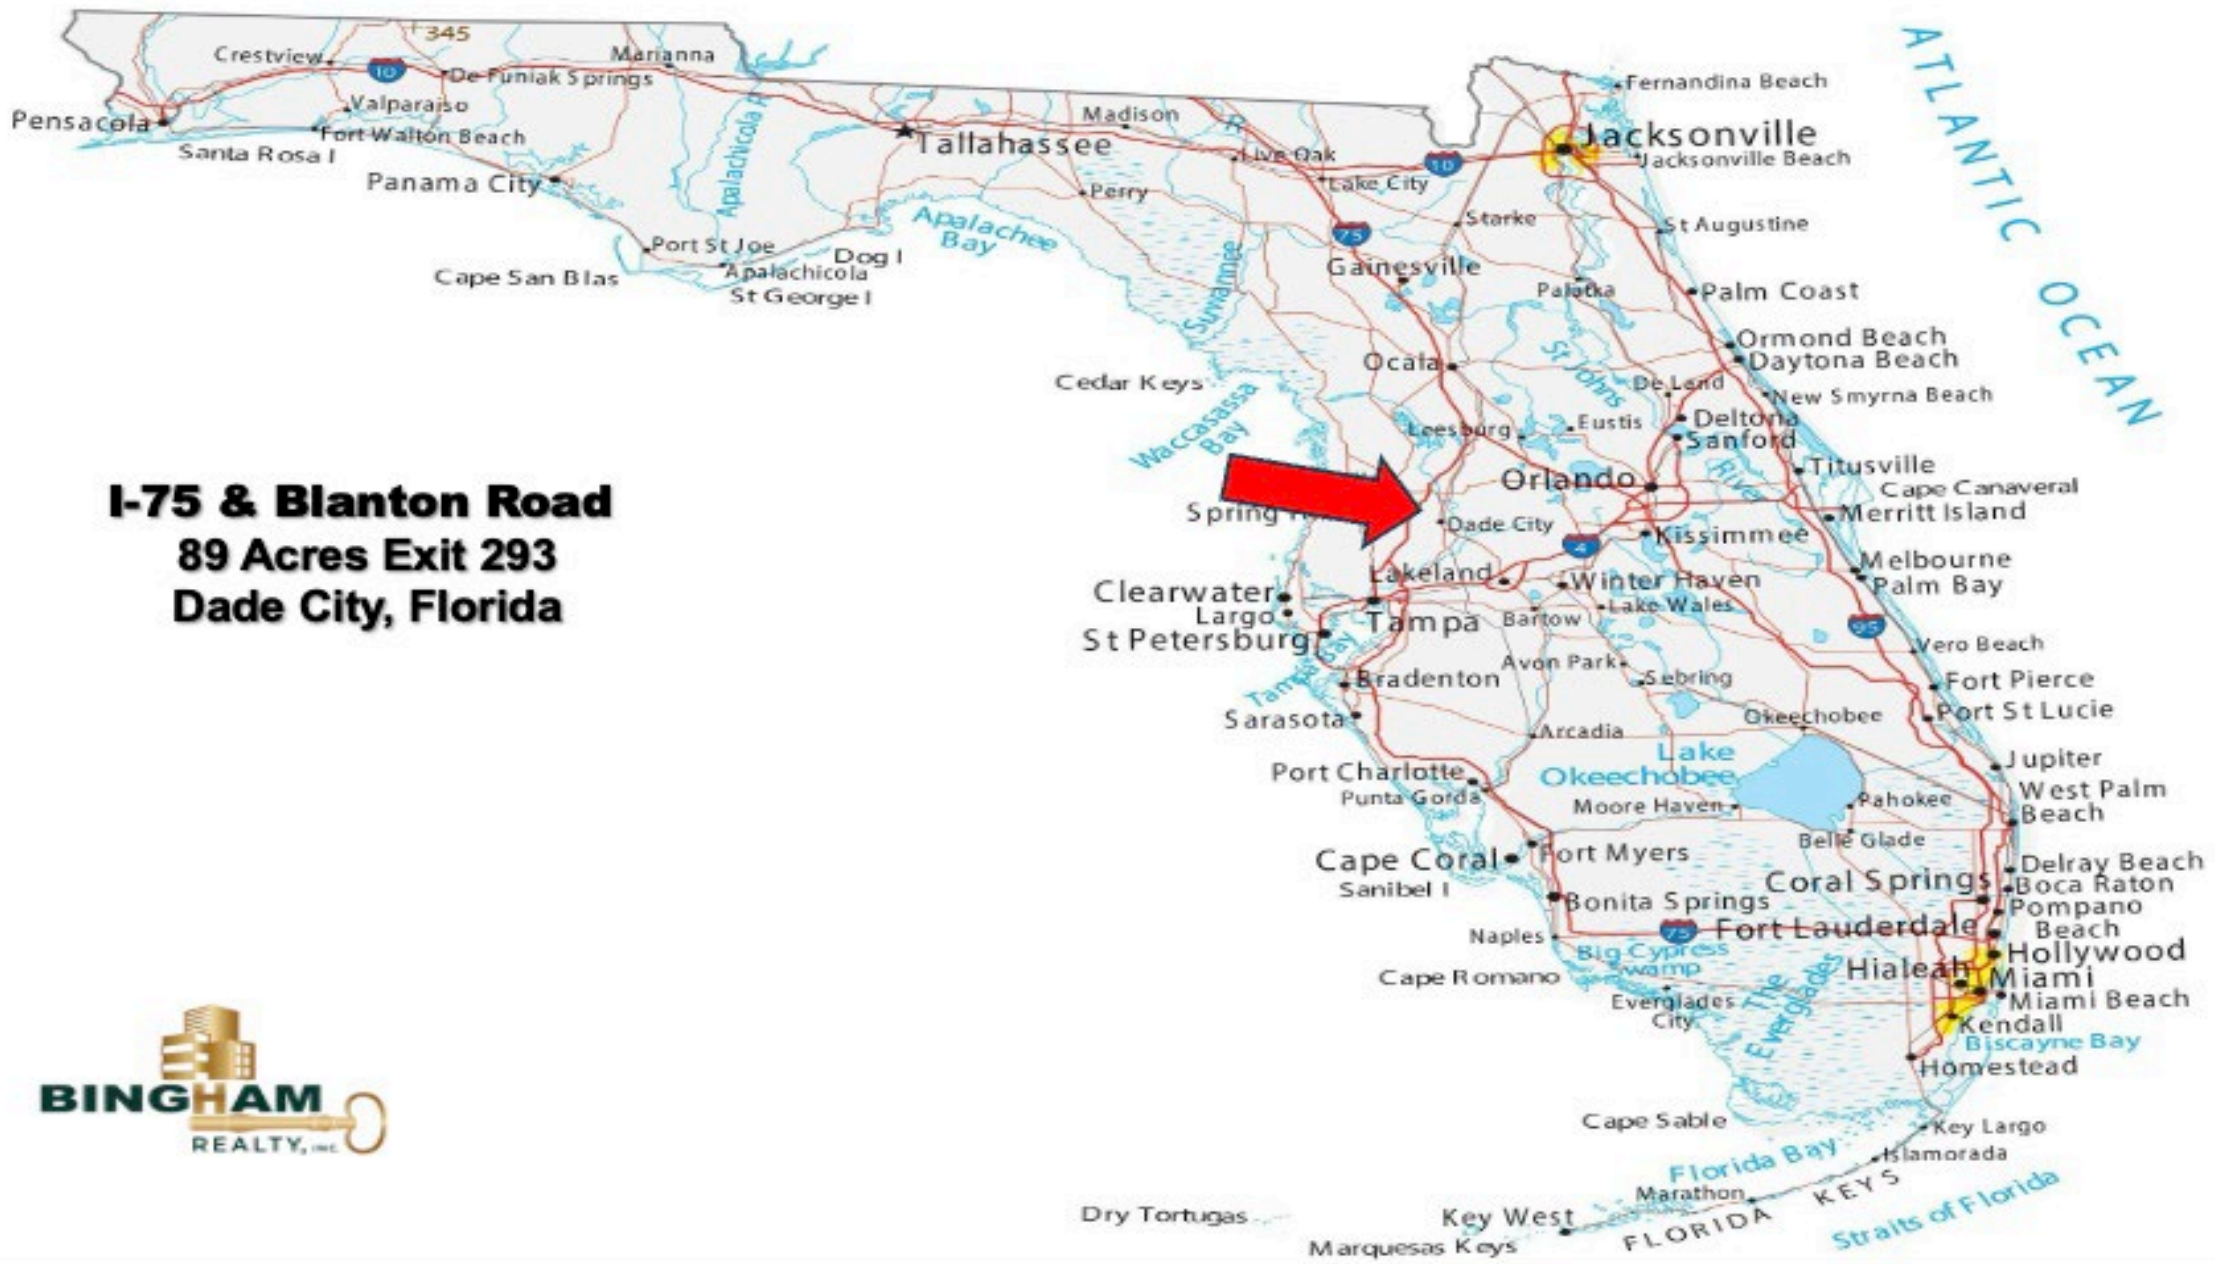 345
Crestview
10
De Funiak Springs
Marianna
Pensacola
Valparaiso
Fort Walton Beach
Santa Rosa I
Panama City
Apalachicola R
Tallahassee
Madison
Perry
Port St Joe
Apalachicola
St George I
Cape San Blas
Dog I
Apalachee
Bay
R
Live Oak
Lake City
10
Fernandina Beach
Jacksonville
Jacksonville Beach
ATLANTIC OCEAN
Starke
St Augustine
75
Gainesville
Suwannee
Palatka
Palm Coast
Ormond Beach
Daytona Beach
Ocala
St Johns
De Land
New Smyrna Beach
Cedar Keys
Waccasassa
Bay
Leesburg
Eustis
Deltona
Sanford
River
Titusville
Orlando
Cape Canaveral
Merritt Island
Spring
Dade City
Kissimmee
4
I-75 & Blanton Road
89 Acres Exit 293
Dade City, Florida
Melbourne
Palm Bay
Clearwater
Largo
St Petersburg
Lakeland
Winter Haven
Tampa
Bartow
Lake Wales
95
Vero Beach
Tampa Bay
Avon Park
Sebring
Bradenton
Fort Pierce
Port St Lucie
Sarasota
Arcadia
Okeechobee
Lake
Okeechobee
Jupiter
Port Charlotte
Punta Gorda
Moore Haven
Pahokee
West Palm
Beach
Belle Glade
Cape Coral
Fort Myers
Sanibel I
Delray Beach
Coral Springs
Boca Raton
Bonita Springs
Pompano
Beach
Naples
75
Fort Lauderdale
Hollywood
Big Cypress
Swamp
Cape Romano
Hialeah
Miami
Miami Beach
Everglades
City
The
Everglades
Kendall
Biscayne Bay
Homestead
BINGHAM
REALTY, INC
Cape Sable
Key Largo
Florida Bay
Islamorada
Marathon
FLORIDA KEYS
Dry Tortugas
Key West
Marquesas Keys
Straits of Florida